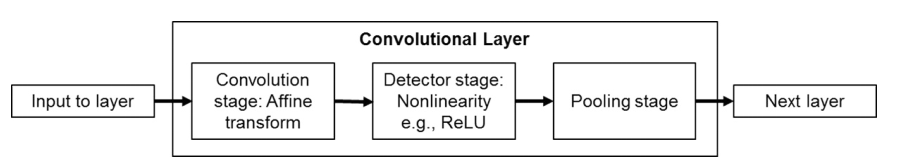 Convolutional Layer
Input to layer
Convolution
stage: Affine
transform
Detector stage:
Nonlinearity
e.g., ReLU
Pooling stage
Next layer